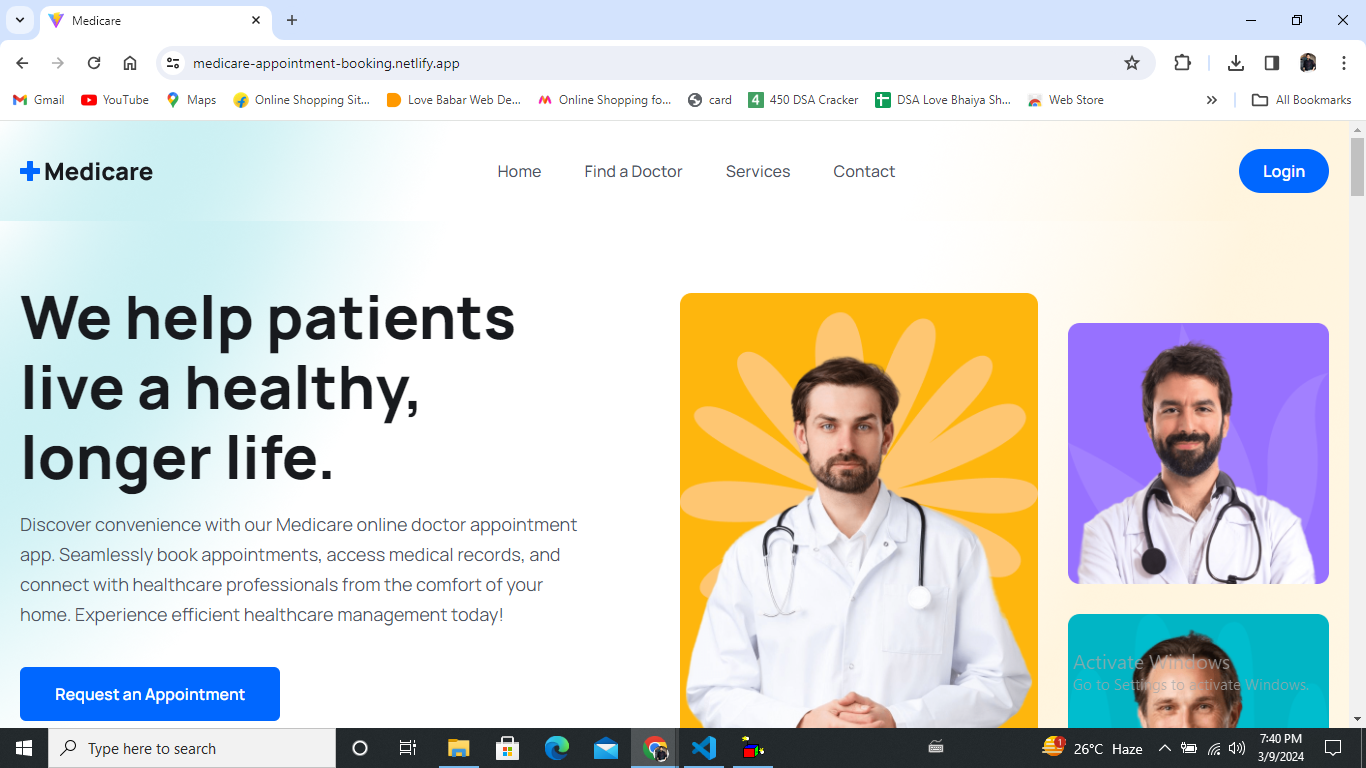 Medicare
medicare-appointment-booking.netlify.app
Gmail
YouTube
Maps
Online Shopping Sit...
Love Babar Web De...
Online Shopping fo...
card
4
450 DSA Cracker
DSA Love Bhaiya Sh...
Web Store
All Bookmarks
Medicare
Home
Find a Doctor
Services
Contact
Login
We help patients
live a healthy,
longer life.
Discover convenience with our Medicare online doctor appointment
app. Seamlessly book appointments, access medical records, and
connect with healthcare professionals from the comfort of your
home. Experience efficient healthcare management today!
Request an Appointment
Activate Windows
Go to Settings to activate Windows.
Type here to search
1
26°C Haze
7:40 PM
3/9/2024